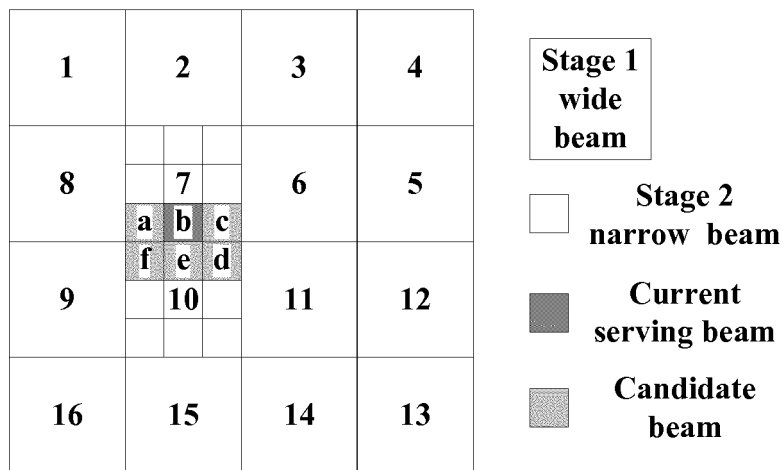 1 2 3 4
8 7 6 5
a b c
f e d
9 10 11 12
16 15 14 13
Stage 1
wide
beam
Stage 2
narrow beam
Current
serving beam
Candidate
beam